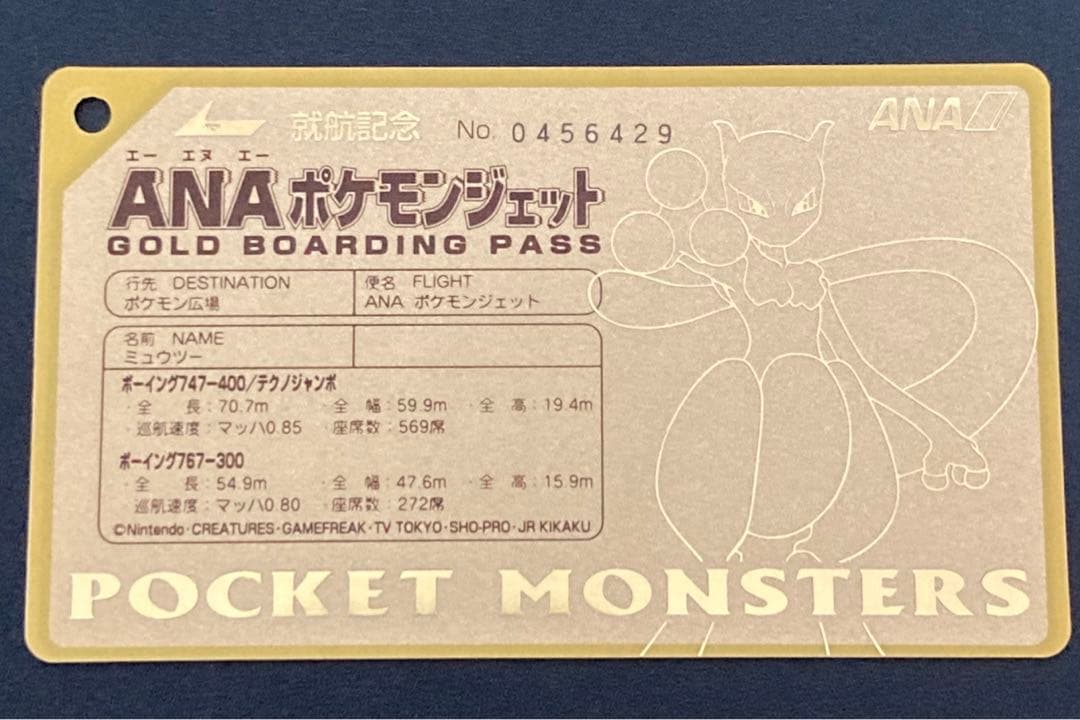 就航記念 No. 0456429 ANA
エー エヌ エー
ANAポケモンジェット
GOLD BOARDING PASS
行先 DESTINATION 便名 FLIGHT
ポケモン広場 ANA ポケモンジェット
名前 NAME
ミュウツー
ボーイング747-400/テクノジャンボ
・全 長:70.7m ・全 幅:59.9m ・全 高:19.4m
・巡航速度:マッハ0.85 ・座席数:569席
ボーイング767-300
・全 長:54.9m ・全 幅:47.6m ・全 高:15.9m
・巡航速度:マッハ0.80 ・座席数:272席
©Nintendo・CREATURES・GAMEFREAK・TV TOKYO・SHO-PRO・JR KIKAKU
POCKET MONSTERS